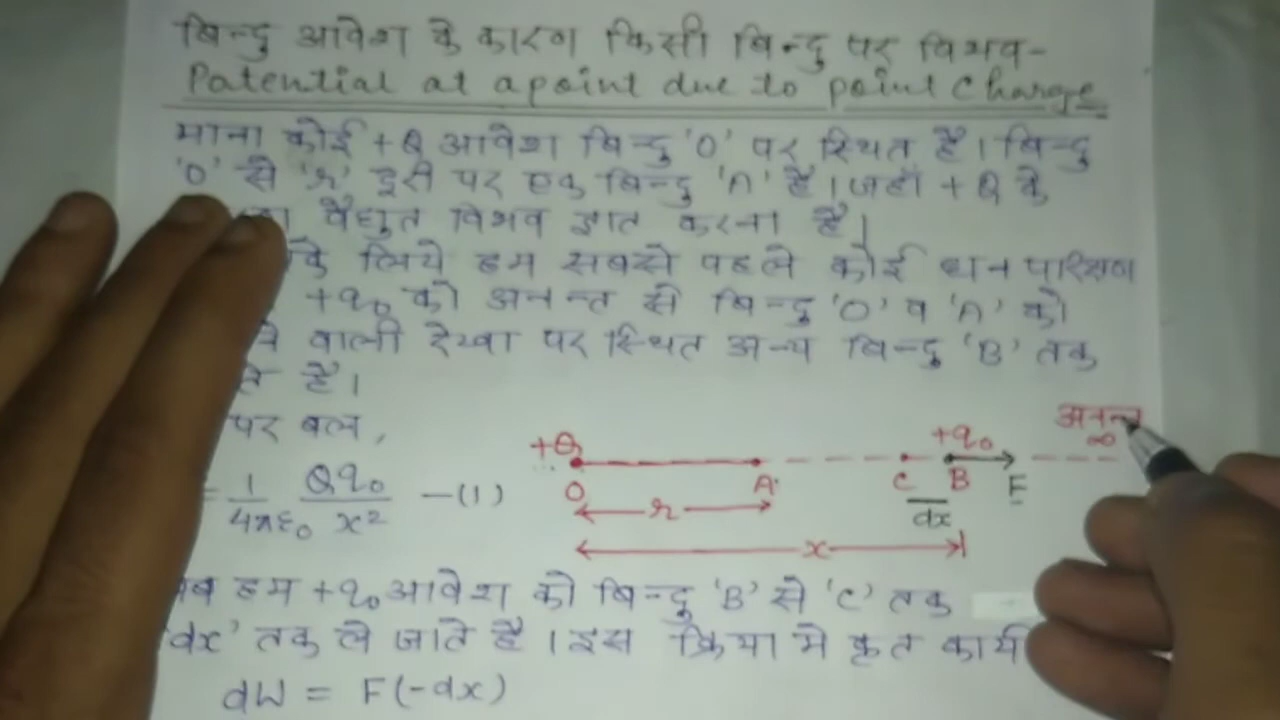 बिन्दु आवेश के कारण किसी बिन्दु पर विभव-
Potential at a point due to point charge
माना कोई +Q आवेश बिन्दु 'O' पर स्थित है। बिन्दु
'O' से 'r' दूरी पर एक बिन्दु 'A' है। जहाँ +Q के
वैधुत विभव ज्ञात करना है।
लिये हम सबसे पहले कोई धन परिक्षण
+q₀ को अनन्त से बिन्दु 'O' व 'A' को
वाली रेखा पर स्थित अन्य बिन्दु 'B' तक
है।
पर बल,
= 1/4πε₀ Qq₀/x² —(1)
+Q +q₀ अनन्त ∞
O A C B F
r dx
x
हम +q₀ आवेश को बिन्दु 'B' से 'C' तक
'dx' तक ले जाते है। इस क्रिया मे कृत कार्य
dW = F(-dx)